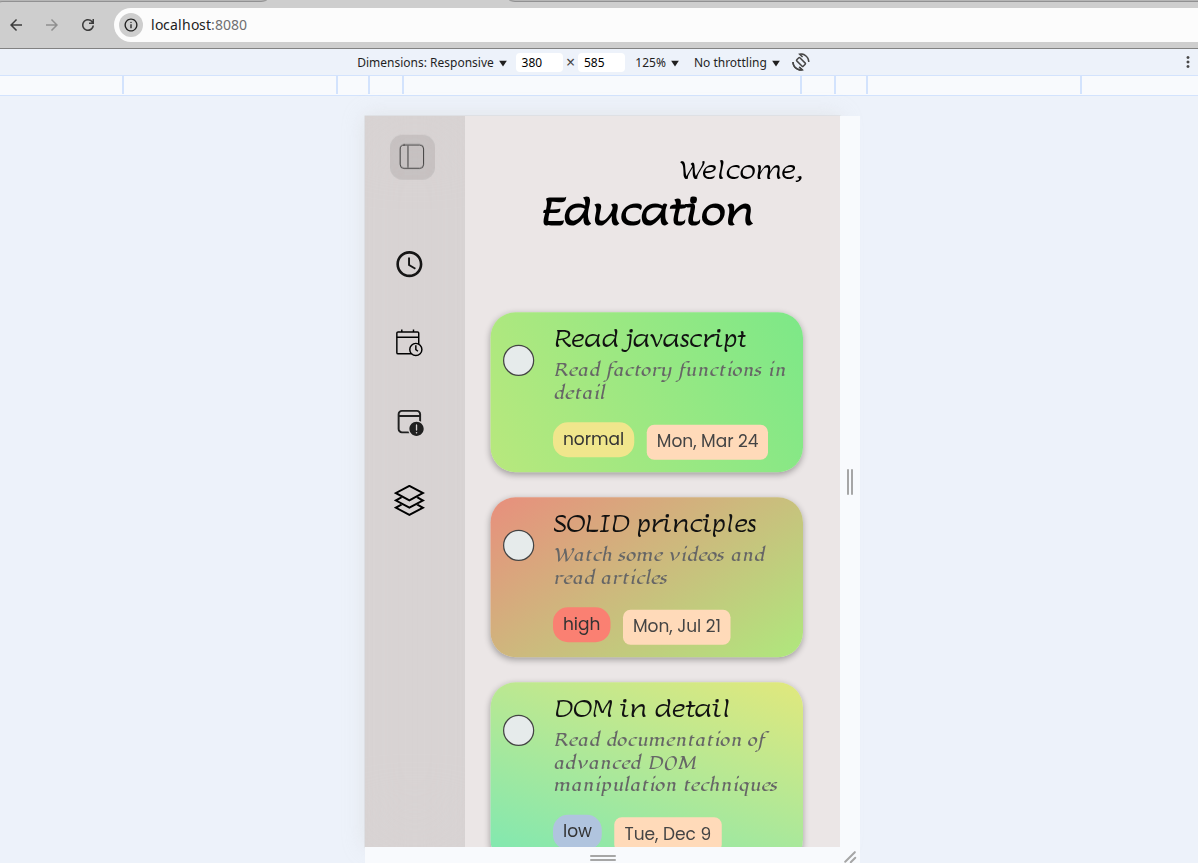 localhost:8080
Dimensions: Responsive 380 × 585 125% No throttling
Welcome,
Education
Read javascript
Read factory functions in
detail
normal Mon, Mar 24
SOLID principles
Watch some videos and
read articles
high Mon, Jul 21
DOM in detail
Read documentation of
advanced DOM
manipulation techniques
low Tue, Dec 9